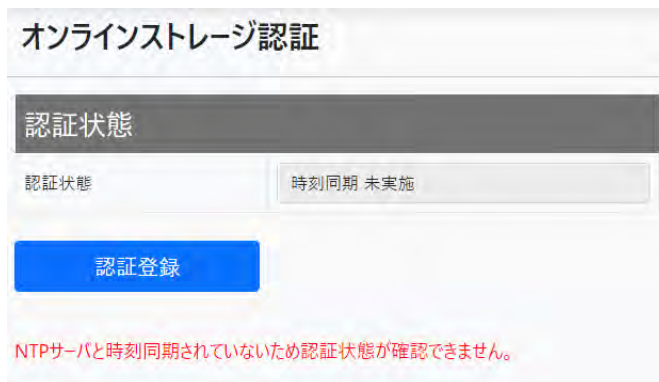 オンラインストレージ認証
認証状態
認証状態 時刻同期 未実施
認証登録
NTPサーバと時刻同期されていないため認証状態が確認できません。